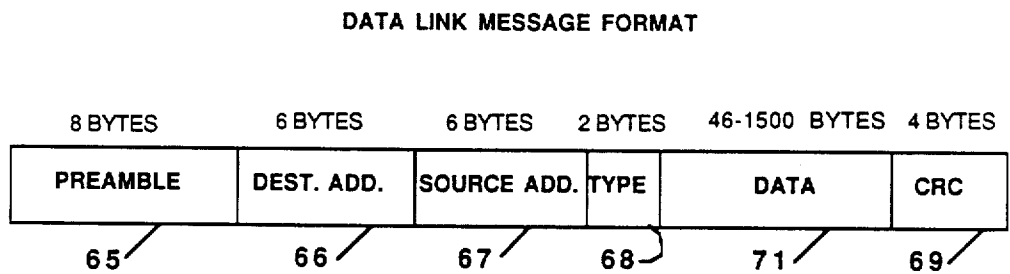 DATA LINK MESSAGE FORMAT
8 BYTES 6 BYTES 6 BYTES 2 BYTES 46-1500 BYTES 4 BYTES
PREAMBLE DEST. ADD. SOURCE ADD. TYPE DATA CRC
65 66 67 68 71 69